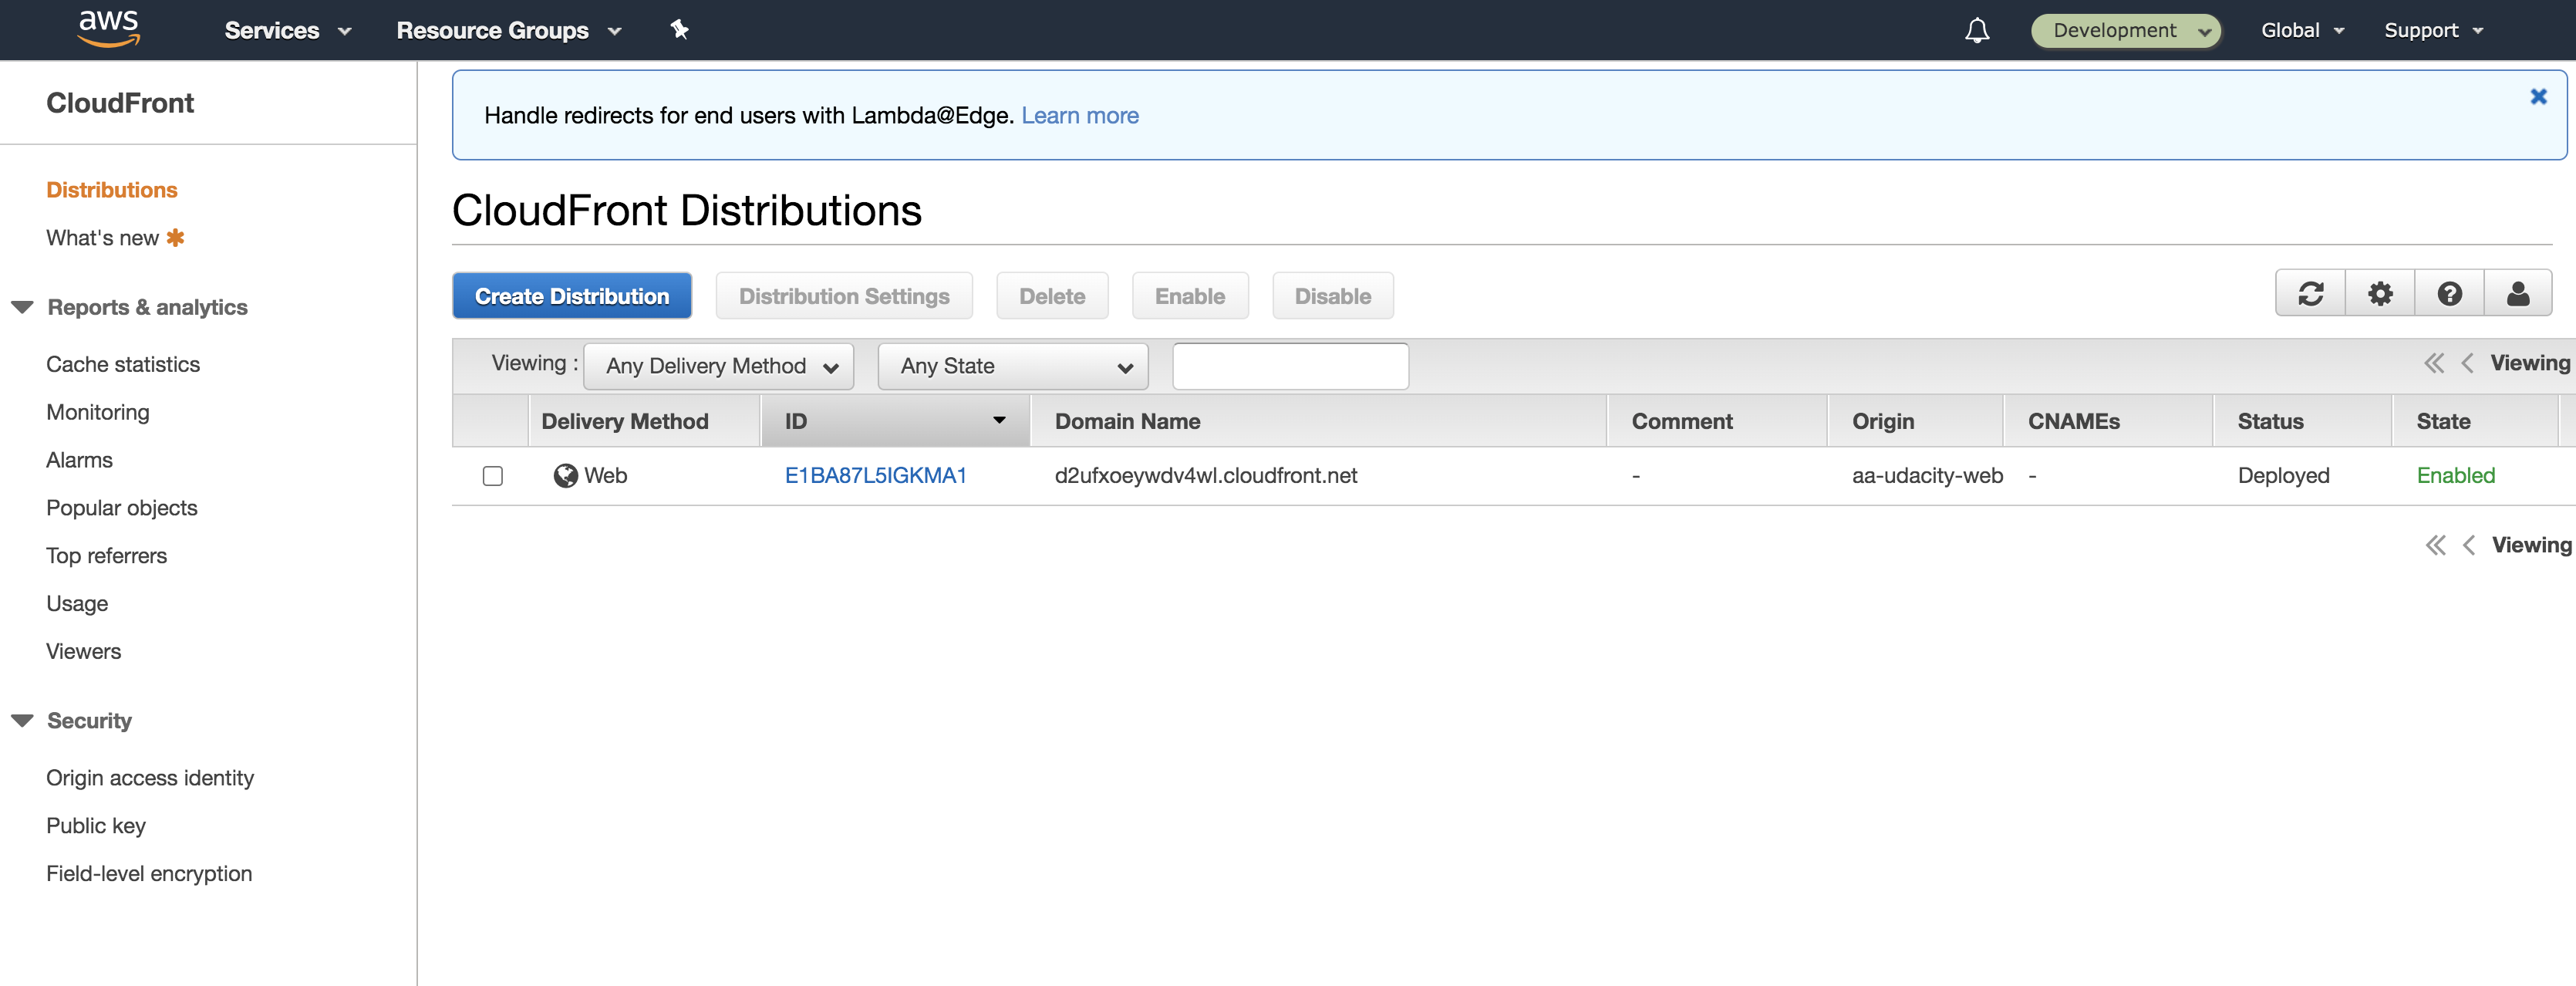 aws Services Resource Groups Development Global Support
CloudFront
Distributions
What's new
Reports & analytics
Cache statistics
Monitoring
Alarms
Popular objects
Top referrers
Usage
Viewers
Security
Origin access identity
Public key
Field-level encryption
Handle redirects for end users with Lambda@Edge. Learn more
CloudFront Distributions
Create Distribution Distribution Settings Delete Enable Disable
Viewing : Any Delivery Method Any State Viewing
Delivery Method ID Domain Name Comment Origin CNAMEs Status State
Web E1BA87L5IGKMA1 d2ufxoeywdv4wl.cloudfront.net - aa-udacity-web - Deployed Enabled
Viewing